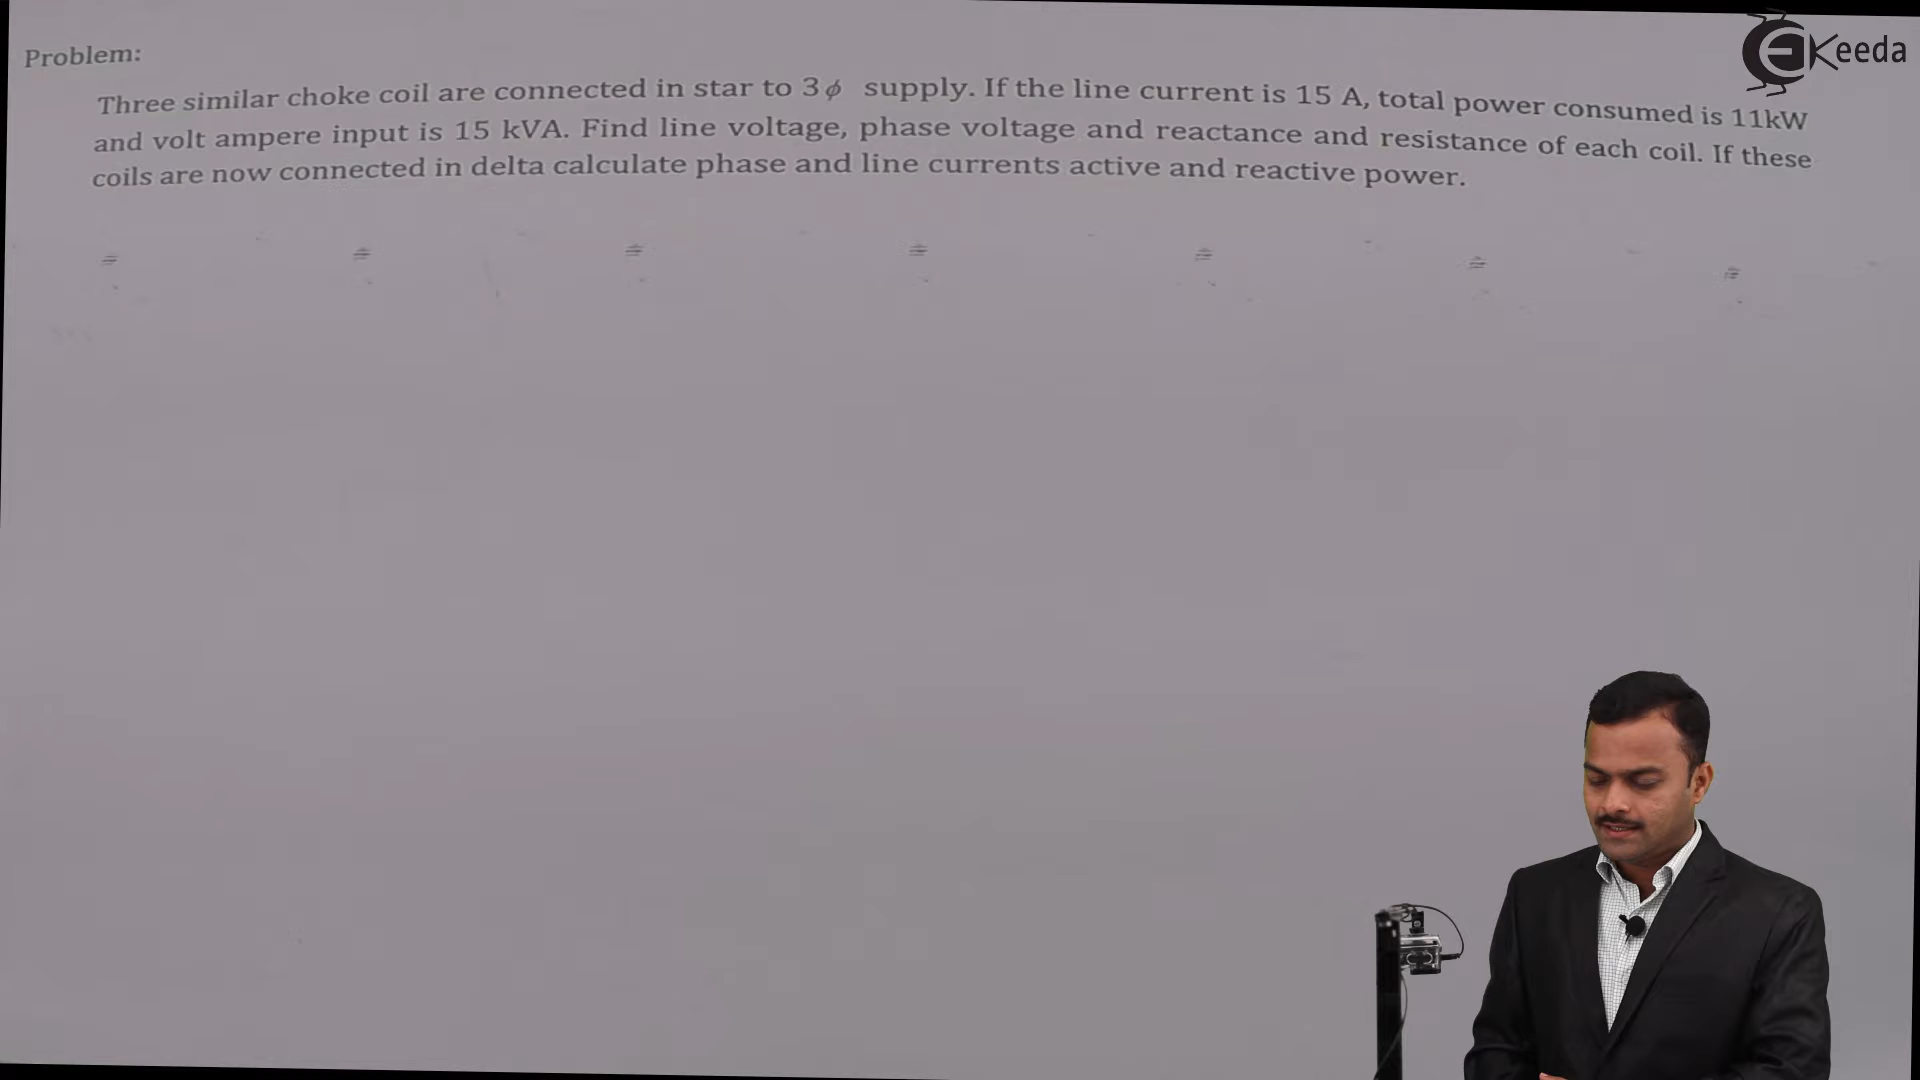 Keeda
Problem:
Three similar choke coil are connected in star to 3ϕ supply. If the line current is 15 A, total power consumed is 11kW
and volt ampere input is 15 kVA. Find line voltage, phase voltage and reactance and resistance of each coil. If these
coils are now connected in delta calculate phase and line currents active and reactive power.